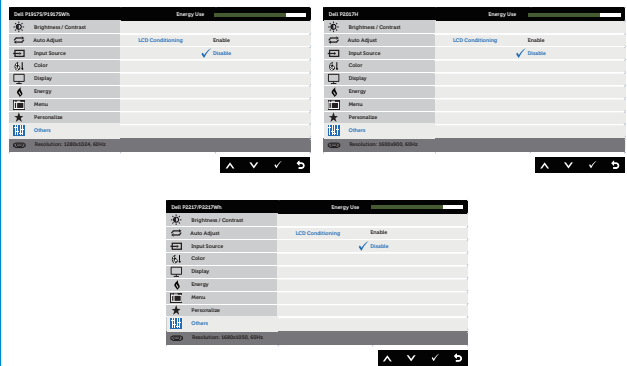 Dell P1917S/P1917SWh Energy Use
Brightness / Contrast
Auto Adjust LCD Conditioning Enable
Input Source Disable
Color
Display
Energy
Menu
Personalize
Others
Resolution: 1280x1024, 60Hz
Dell P2017H Energy Use
Brightness / Contrast
Auto Adjust LCD Conditioning Enable
Input Source Disable
Color
Display
Energy
Menu
Personalize
Others
Resolution: 1600x900, 60Hz
Dell P2217/P2217Wh Energy Use
Brightness / Contrast
Auto Adjust LCD Conditioning Enable
Input Source Disable
Color
Display
Energy
Menu
Personalize
Others
Resolution: 1680x1050, 60Hz